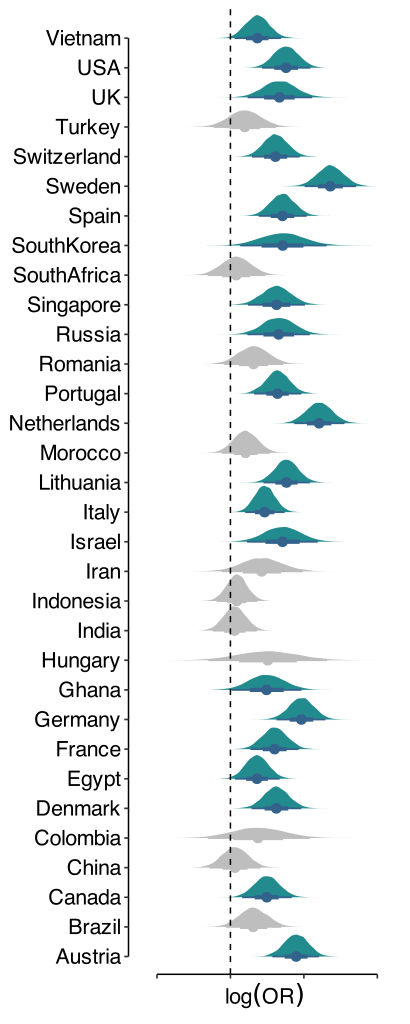 Vietnam
USA
UK
Turkey
Switzerland
Sweden
Spain
SouthKorea
SouthAfrica
Singapore
Russia
Romania
Portugal
Netherlands
Morocco
Lithuania
Italy
Israel
Iran
Indonesia
India
Hungary
Ghana
Germany
France
Egypt
Denmark
Colombia
China
Canada
Brazil
Austria
log(OR)